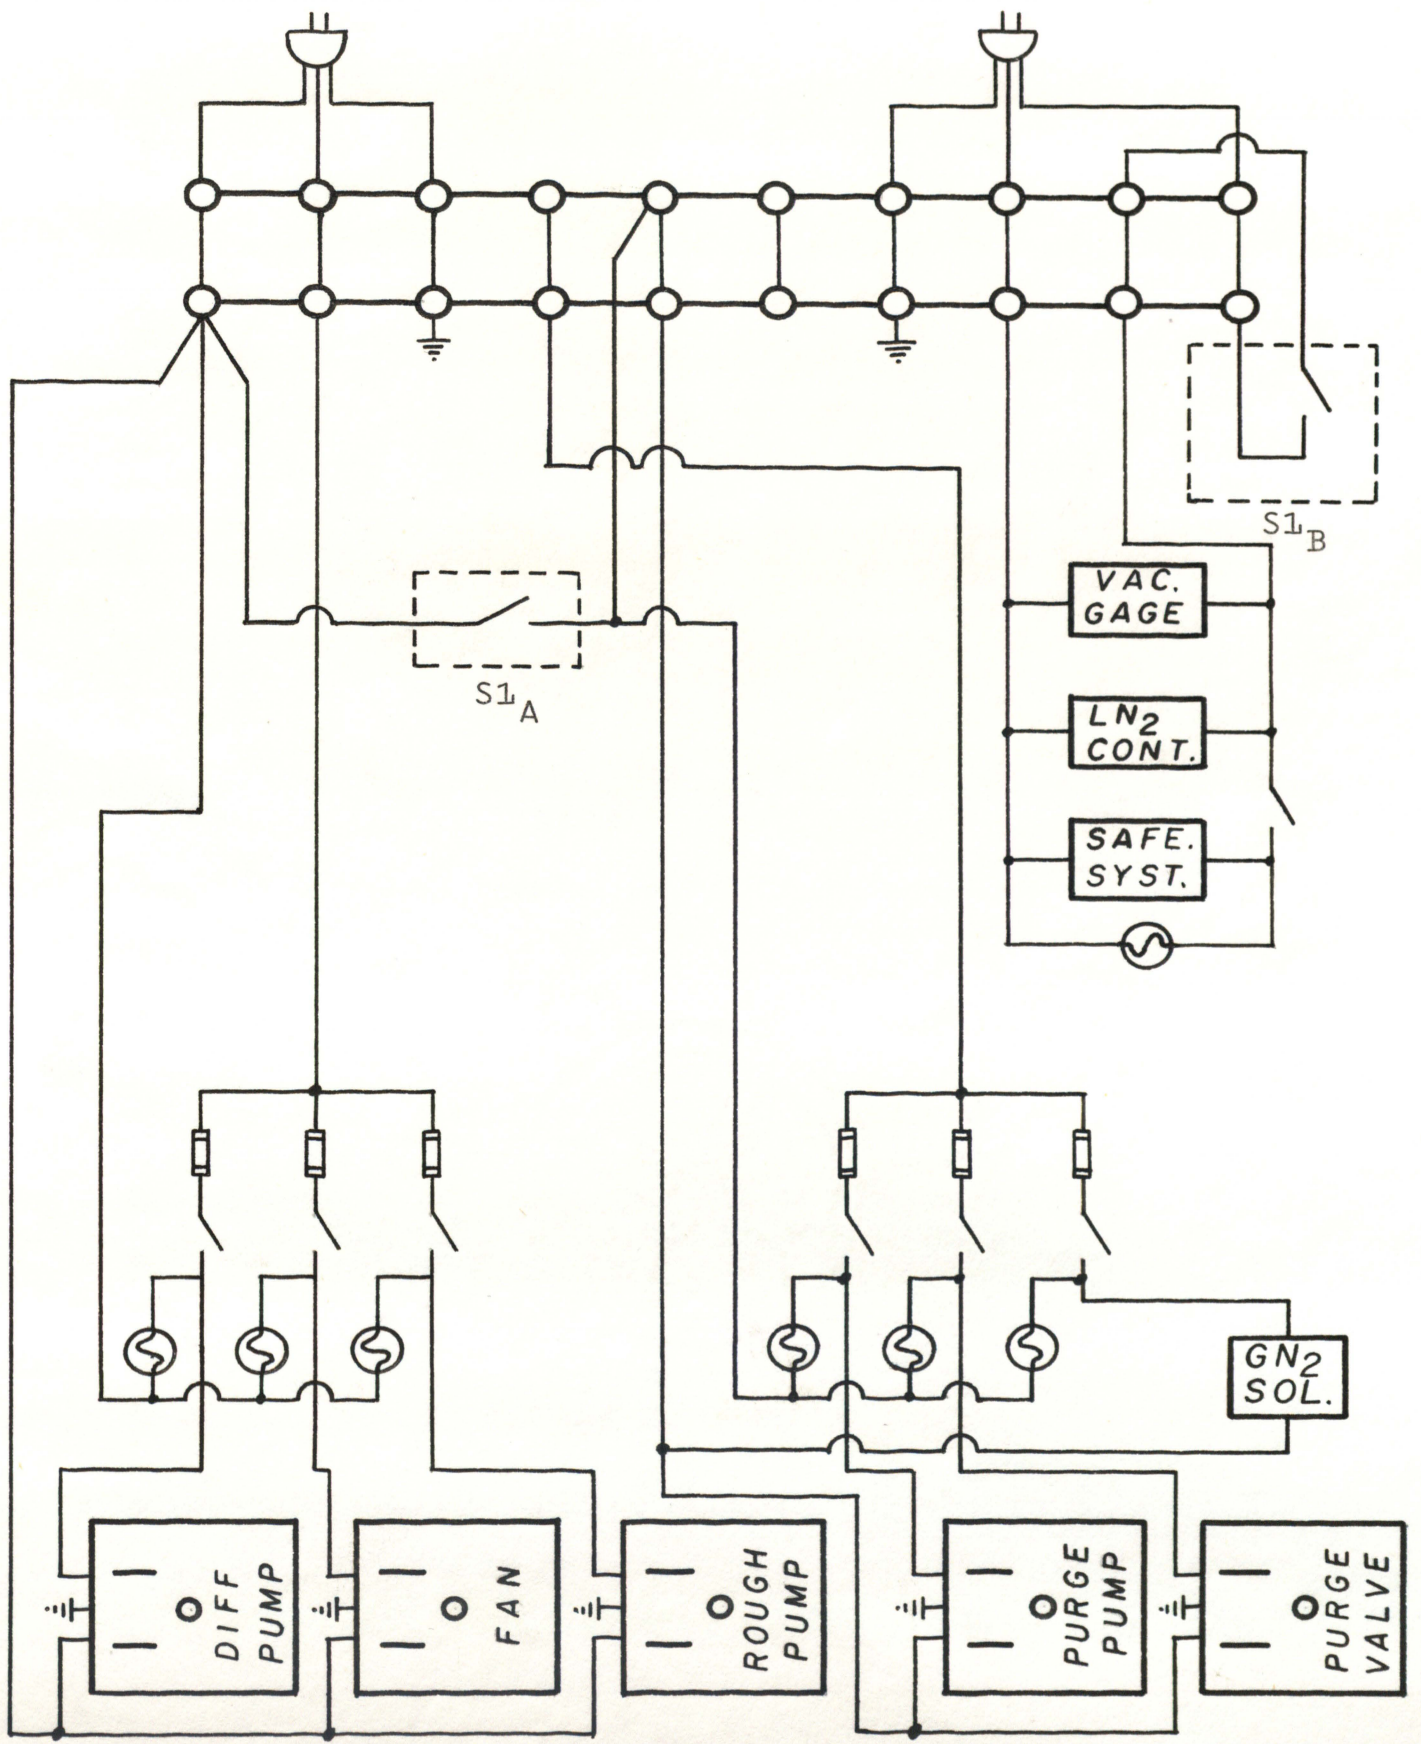 S1B
VAC.
GAGE
S1A
LN2
CONT.
SAFE.
SYST.
GN2
SOL.
DIFF
PUMP
FAN
ROUGH
PUMP
PURGE
PUMP
PURGE
VALVE